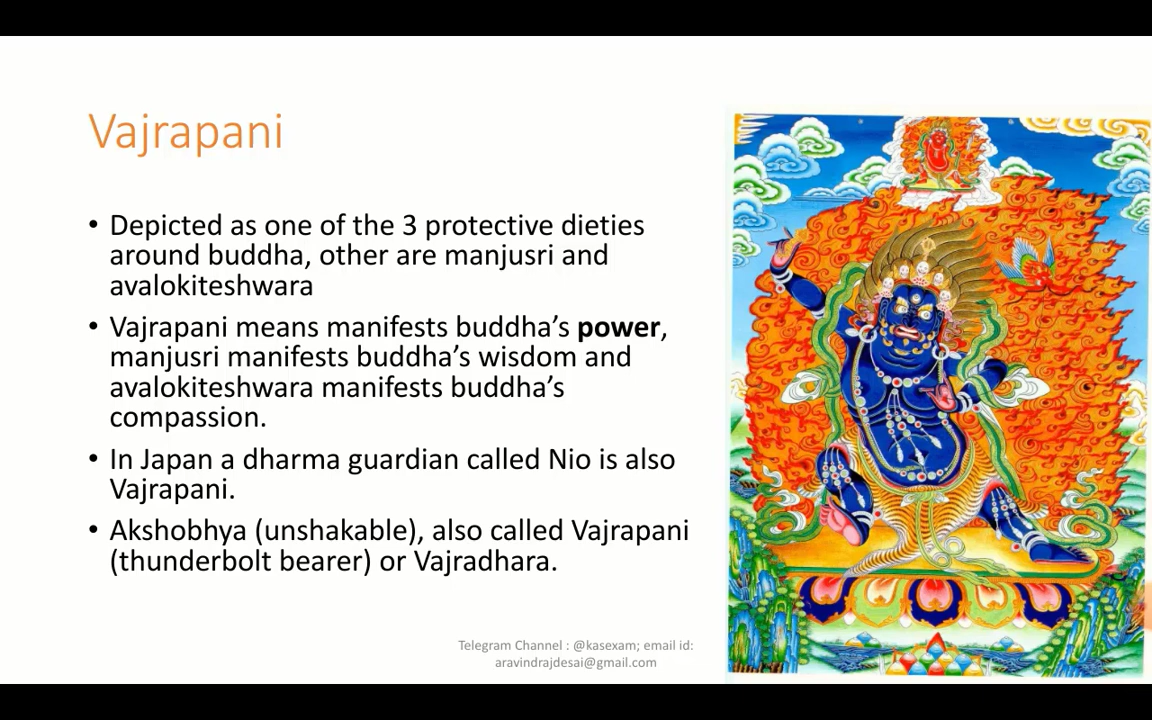 Vajrapani
• Depicted as one of the 3 protective dieties
around buddha, other are manjusri and
avalokiteshwara
• Vajrapani means manifests buddha’s power,
manjusri manifests buddha’s wisdom and
avalokiteshwara manifests buddha’s
compassion.
• In Japan a dharma guardian called Nio is also
Vajrapani.
• Akshobhya (unshakable), also called Vajrapani
(thunderbolt bearer) or Vajradhara.
Telegram Channel : @kasexam; email id:
aravindrajdesai@gmail.com